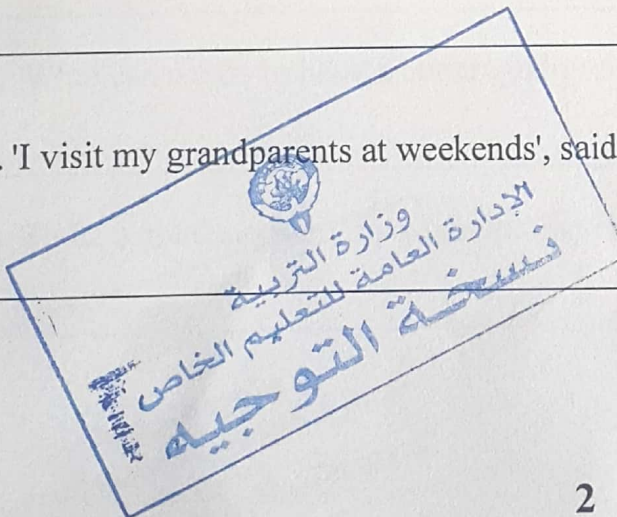 . 'I visit my grandparents at weekends', said
وزارة التربية
الإدارة العامة للتعليم الخاص
نسخة التوجيه
2